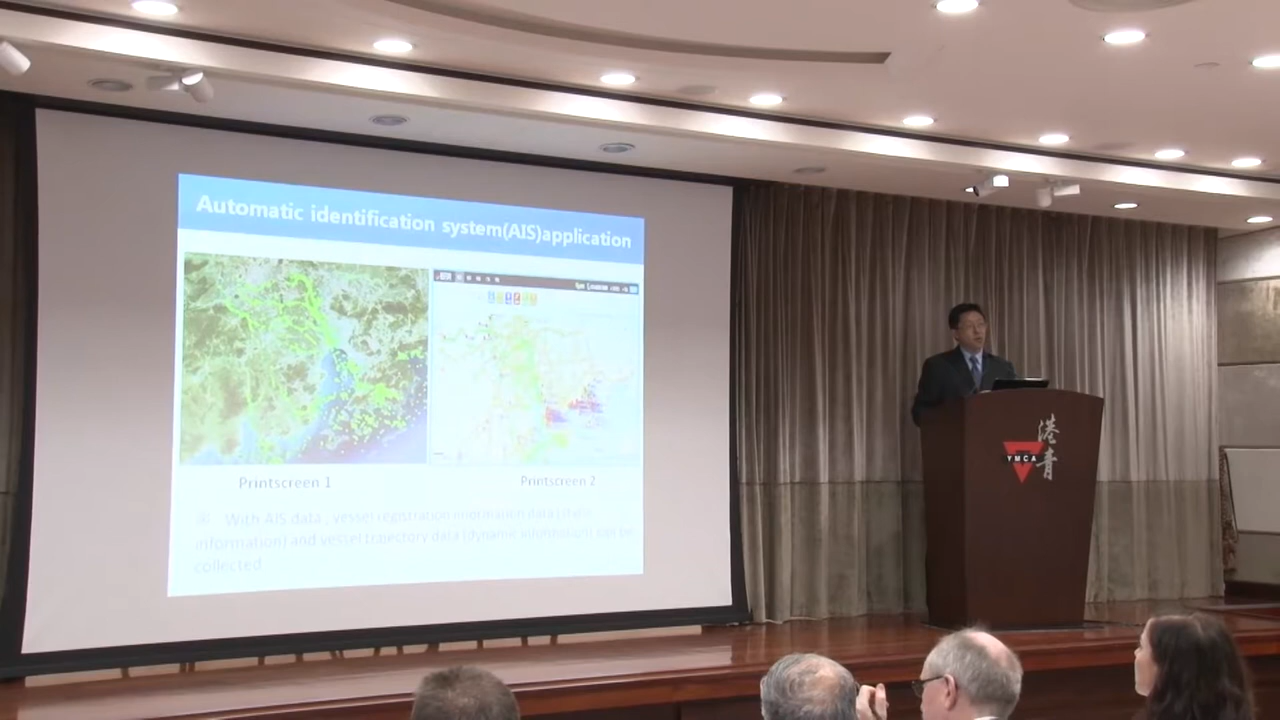 Automatic identification system(AIS)application
Printscreen 1
Printscreen 2
※ With AIS data , vessel registration information data (static
information) and vessel trajectory data (dynamic information) can be
collected
港青
YMCA